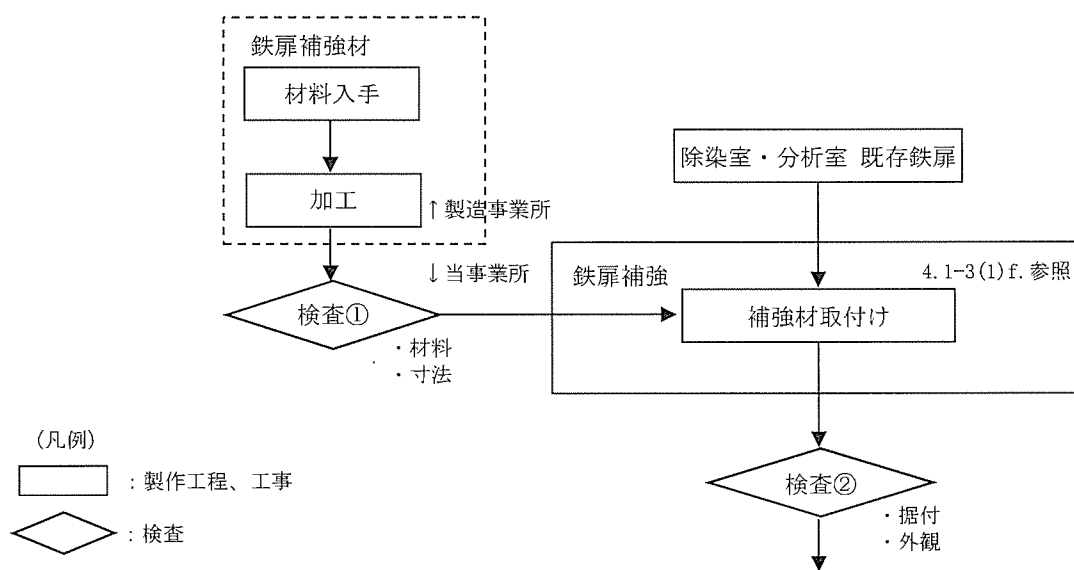 鉄扉補強材
材料入手
加工
↑製造事業所
↓当事業所
検査①
・材料
・寸法
除染室・分析室 既存鉄扉
鉄扉補強
4.1-3(1)f.参照
補強材取付け
検査②
・据付
・外観
(凡例)
:製作工程、工事
:検査